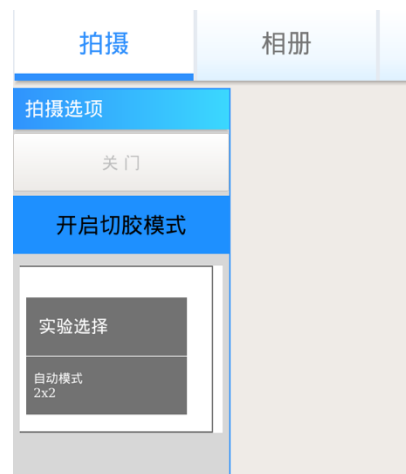 拍摄
相册
拍摄选项
关门
开启切胶模式
实验选择
自动模式
2x2